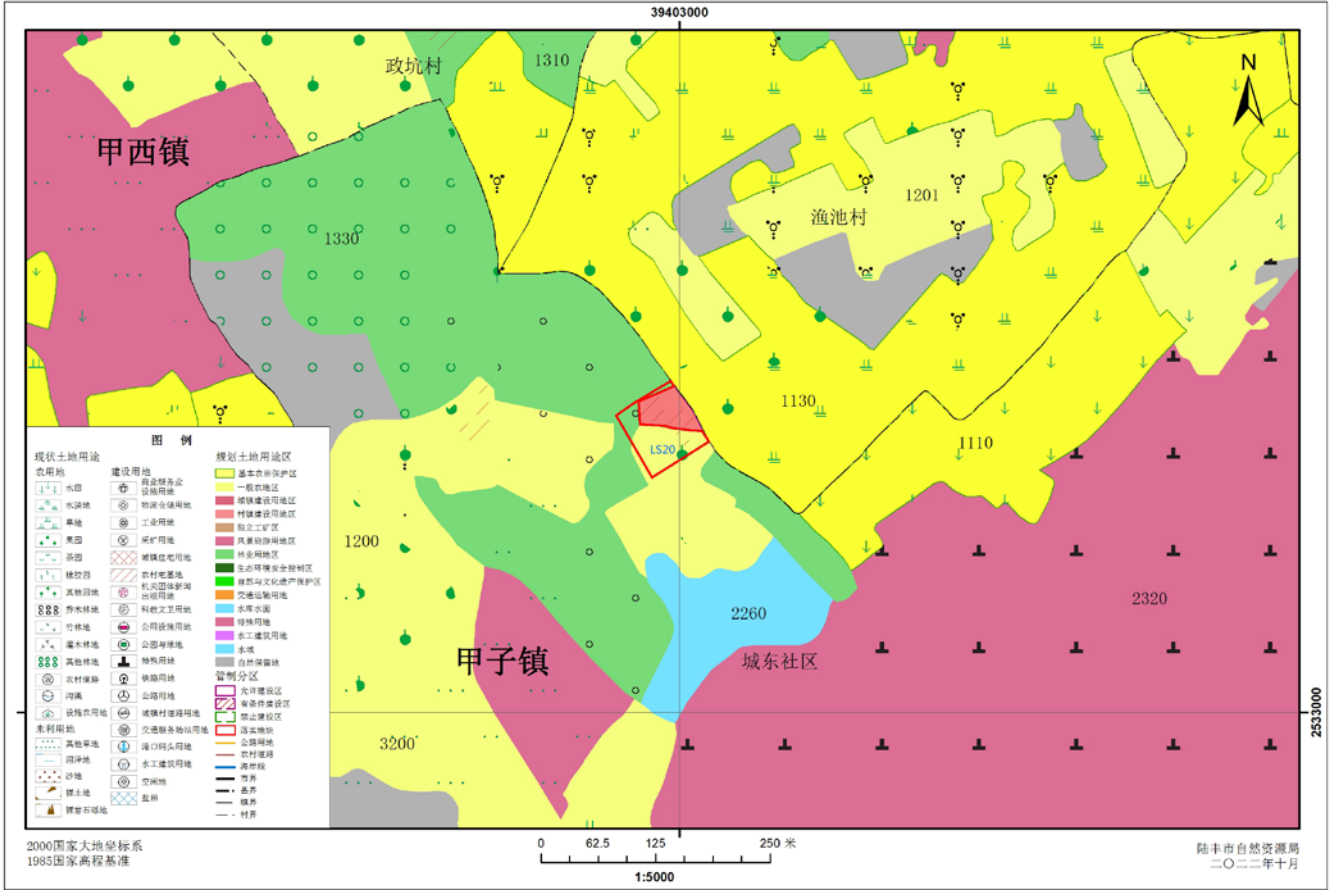 39403000
政坑村
1310
N
甲西镇
1201
渔池村
1330
1130
LS20
1110
图 例
现状土地用途
农用地
水田
水浇地
旱地
果园
茶园
橡胶园
其他园地
乔木林地
竹林地
灌木林地
其他林地
农村道路
沟渠
设施农用地
未利用地
其他草地
沼泽地
沙地
裸土地
裸岩石砾地
建设用地
商业服务业
设施用地
物流仓储用地
工业用地
采矿用地
城镇住宅用地
农村宅基地
机关团体新闻
出版用地
科教文卫用地
公用设施用地
公园与绿地
特殊用地
铁路用地
公路用地
城镇村道路用地
交通服务场站用地
港口码头用地
水工建筑用地
空闲地
盐田
规划土地用途区
基本农田保护区
一般农地区
城镇建设用地区
村镇建设用地区
独立工矿区
风景旅游用地区
林业用地区
生态环境安全控制区
自然与文化遗产保护区
交通运输用地
水库水面
特殊用地
水工建筑用地
水域
自然保留地
管制分区
允许建设区
有条件建设区
禁止建设区
落实地块
公路用地
农村道路
海岸线
市界
县界
镇界
村界
1200
2260
2320
甲子镇
城东社区
3200
2533000
2000国家大地坐标系
1985国家高程基准
0 62.5 125 250 米
1:5000
陆丰市自然资源局
二〇二二年十月